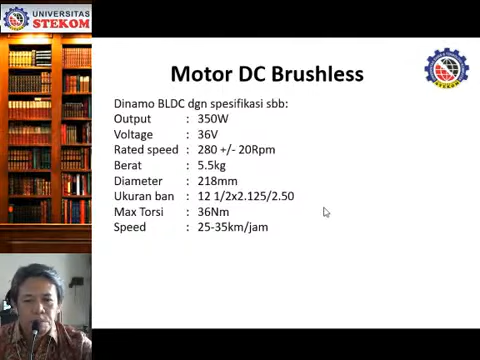 UNIVERSITAS
STEKOM
Motor DC Brushless
STEKOM
Dinamo BLDC dgn spesifikasi sbb:
Output : 350W
Voltage : 36V
Rated speed : 280 +/- 20Rpm
Berat : 5.5kg
Diameter : 218mm
Ukuran ban : 12 1/2x2.125/2.50
Max Torsi : 36Nm
Speed : 25-35km/jam